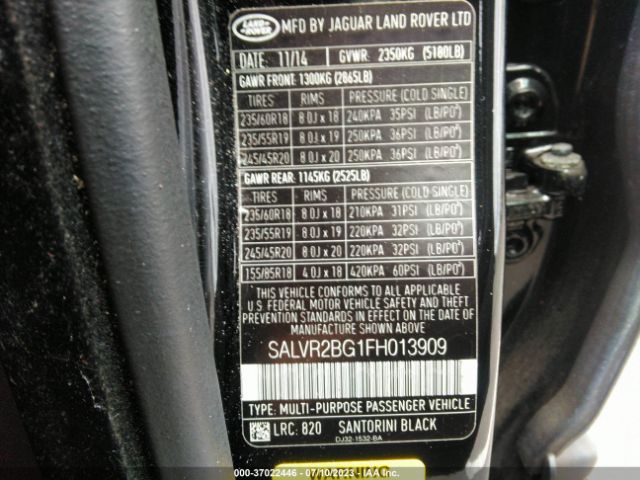 LAND ROVER MFD BY JAGUAR LAND ROVER LTD
DATE: 11/14 GVWR: 2350KG (5180LB)
GAWR FRONT: 1300KG (2865LB)
TIRES RIMS PRESSURE (COLD SINGLE)
235/60R18 8.0J x 18 240KPA 35PSI (LB/PO²)
235/55R19 8.0J x 19 250KPA 36PSI (LB/PO²)
245/45R20 8.0J x 20 250KPA 36PSI (LB/PO²)
GAWR REAR: 1145KG (2525LB)
TIRES RIMS PRESSURE (COLD SINGLE)
235/60R18 8.0J x 18 210KPA 31PSI (LB/PO²)
235/55R19 8.0J x 19 220KPA 32PSI (LB/PO²)
245/45R20 8.0J x 20 220KPA 32PSI (LB/PO²)
155/85R18 4.0J x 18 420KPA 60PSI (LB/PO²)
THIS VEHICLE CONFORMS TO ALL APPLICABLE
U.S. FEDERAL MOTOR VEHICLE SAFETY AND THEFT
PREVENTION STANDARDS IN EFFECT ON THE DATE OF
MANUFACTURE SHOWN ABOVE.
SALVR2BG1FH013909
TYPE: MULTI-PURPOSE PASSENGER VEHICLE
LRC: 820 SANTORINI BLACK
DJ32-1532-BA
000-37022446 - 07/10/2023 - IAAI.COM